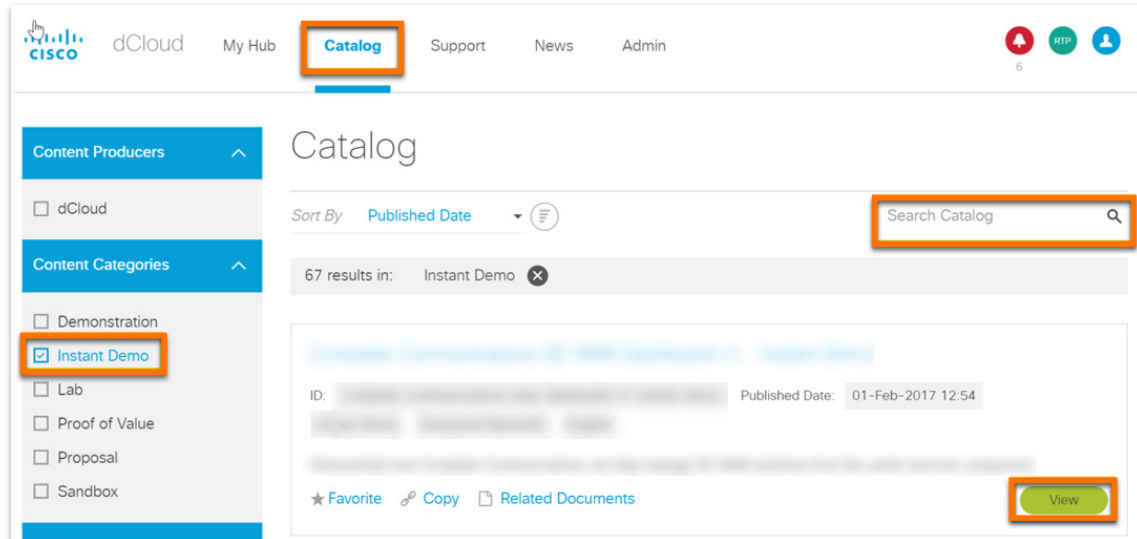 CISCO dCloud My Hub Catalog Support News Admin RTP
6
Content Producers
dCloud
Content Categories
Demonstration
Instant Demo
Lab
Proof of Value
Proposal
Sandbox
Catalog
Sort By Published Date Search Catalog
67 results in: Instant Demo
ID: Published Date: 01-Feb-2017 12:54
Favorite Copy Related Documents View